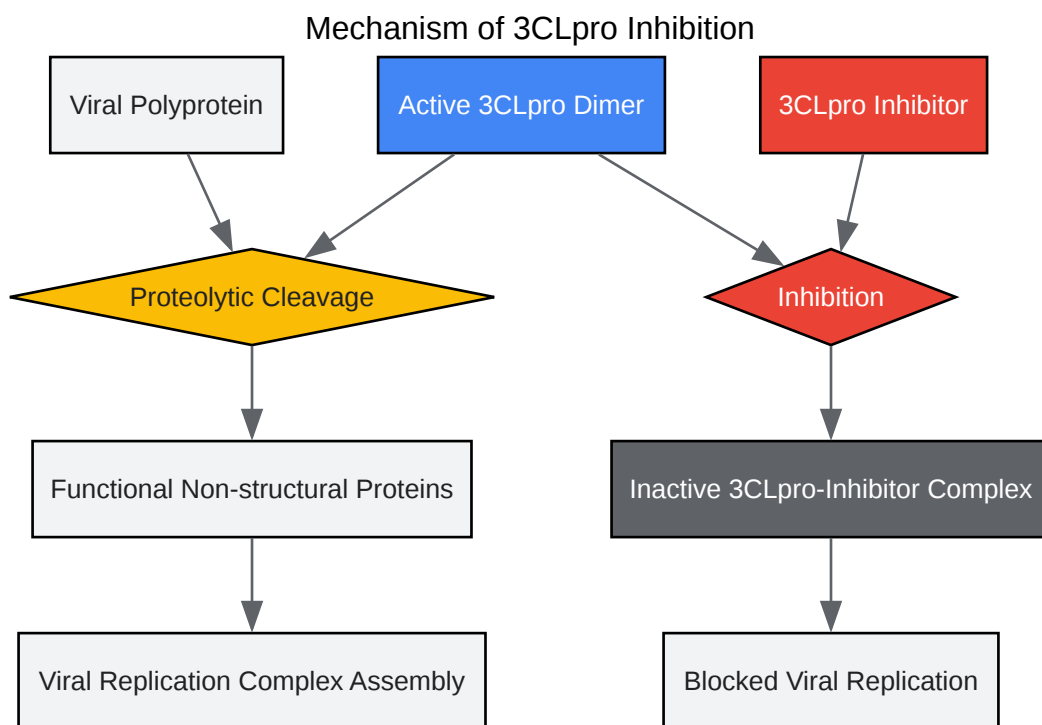 Mechanism of 3CLpro Inhibition
Viral Polyprotein
Active 3CLpro Dimer
3CLpro Inhibitor
Proteolytic Cleavage
Inhibition
Functional Non-structural Proteins
Inactive 3CLpro-Inhibitor Complex
Viral Replication Complex Assembly
Blocked Viral Replication